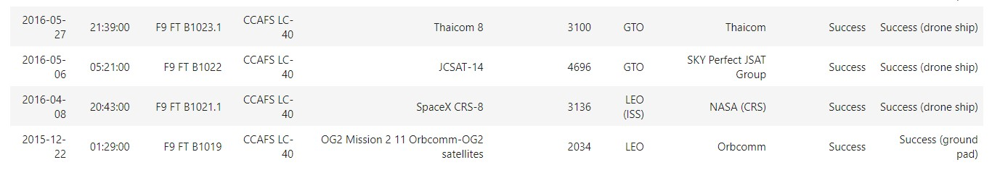 2016-05-27 21:39:00 F9 FT B1023.1 CCAFS LC-40 Thaicom 8 3100 GTO Thaicom Success Success (drone ship)
2016-05-06 05:21:00 F9 FT B1022 CCAFS LC-40 JCSAT-14 4696 GTO SKY Perfect JSAT Group Success Success (drone ship)
2016-04-08 20:43:00 F9 FT B1021.1 CCAFS LC-40 SpaceX CRS-8 3136 LEO (ISS) NASA (CRS) Success Success (drone ship)
2015-12-22 01:29:00 F9 FT B1019 CCAFS LC-40 OG2 Mission 2 11 Orbcomm-OG2 satellites 2034 LEO Orbcomm Success Success (ground pad)